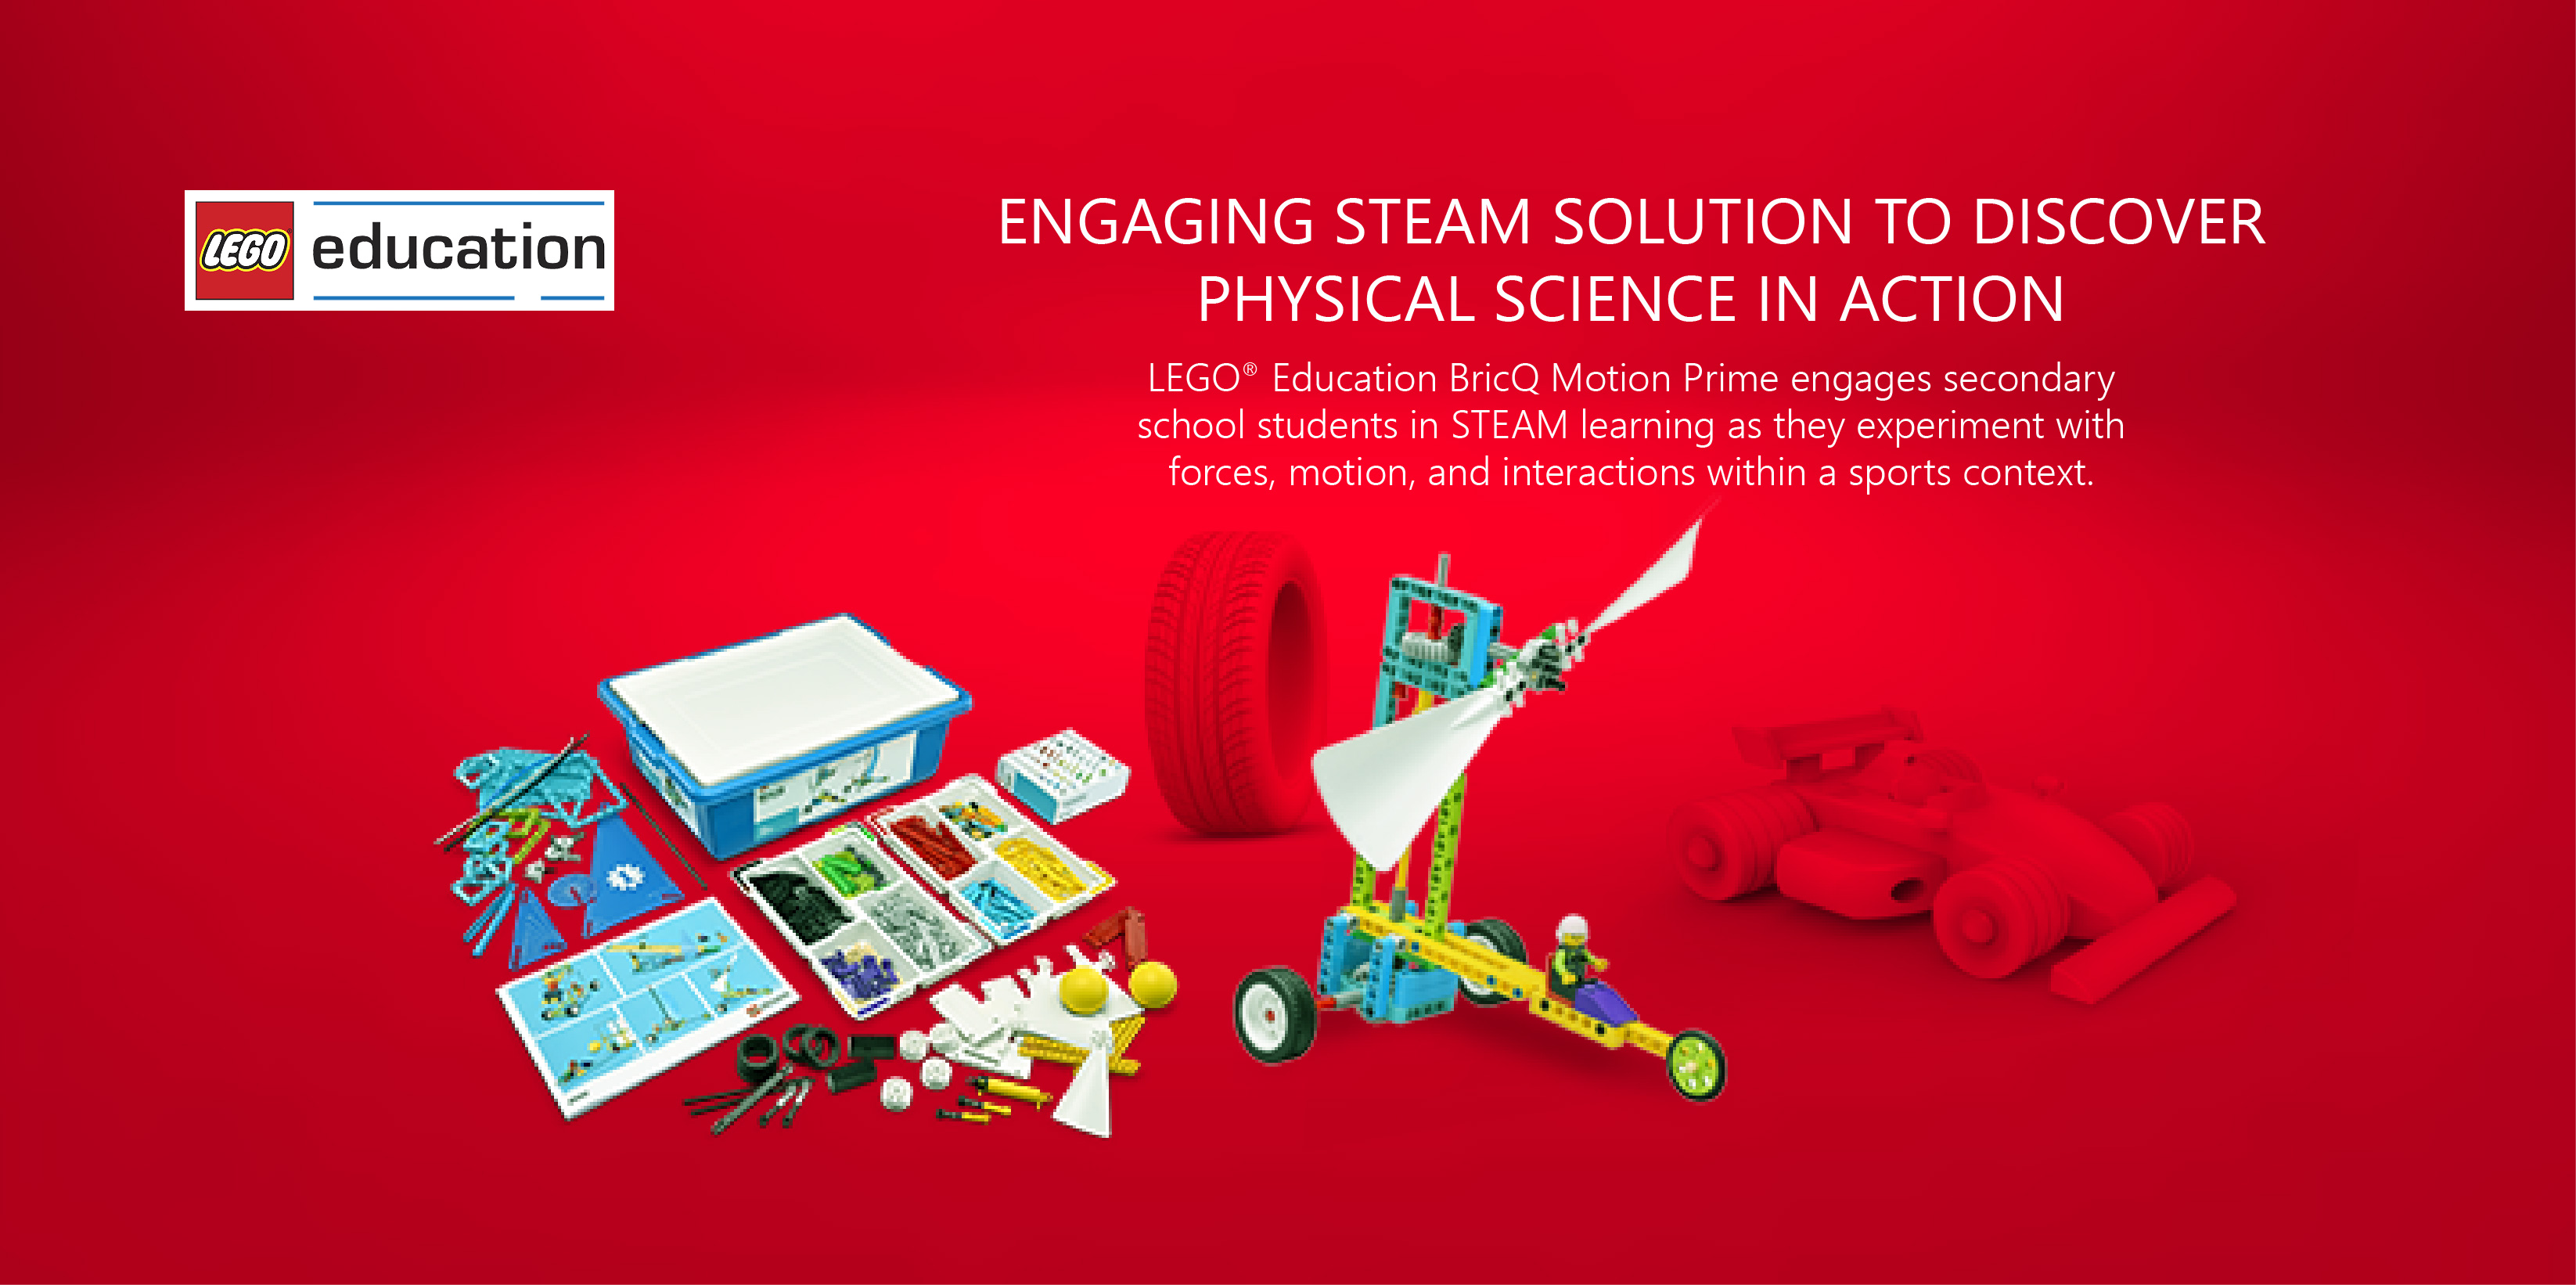 LEGO education
ENGAGING STEAM SOLUTION TO DISCOVER
PHYSICAL SCIENCE IN ACTION
LEGO® Education BricQ Motion Prime engages secondary
school students in STEAM learning as they experiment with
forces, motion, and interactions within a sports context.